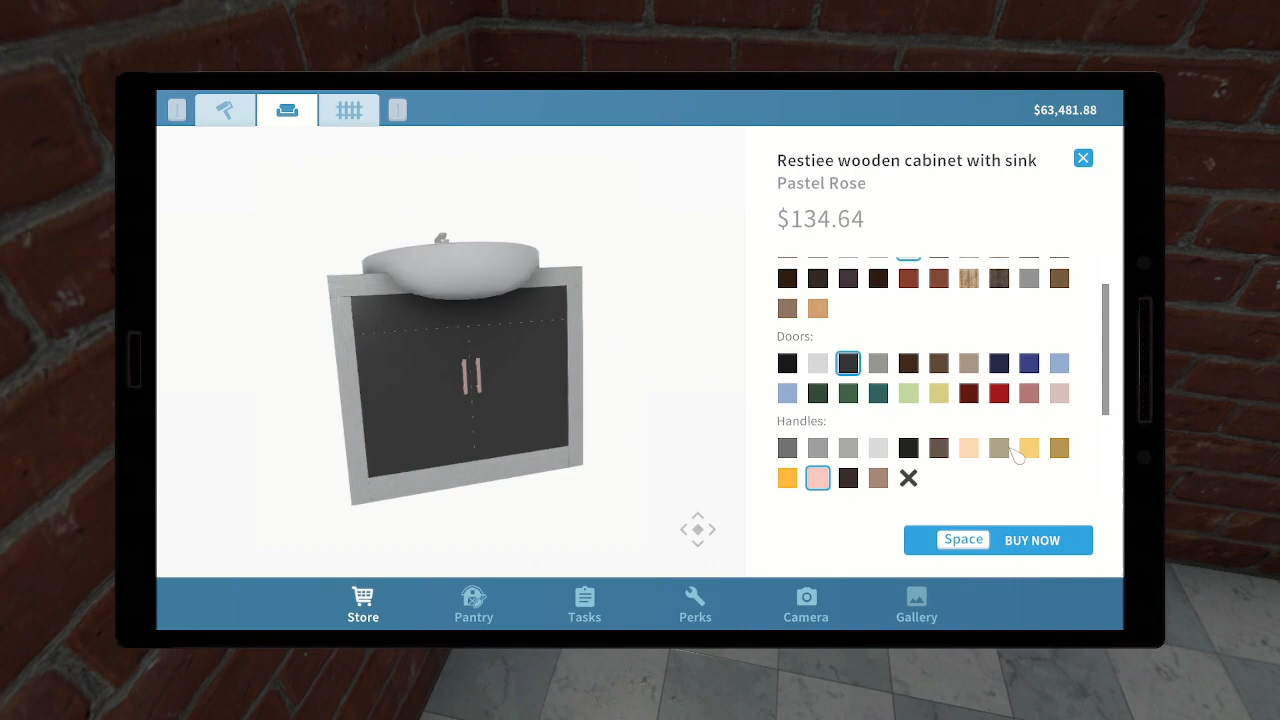 $63,481.88
Restiee wooden cabinet with sink
Pastel Rose
$134.64
Doors:
Handles:
Space BUY NOW
Store Pantry Tasks Perks Camera Gallery